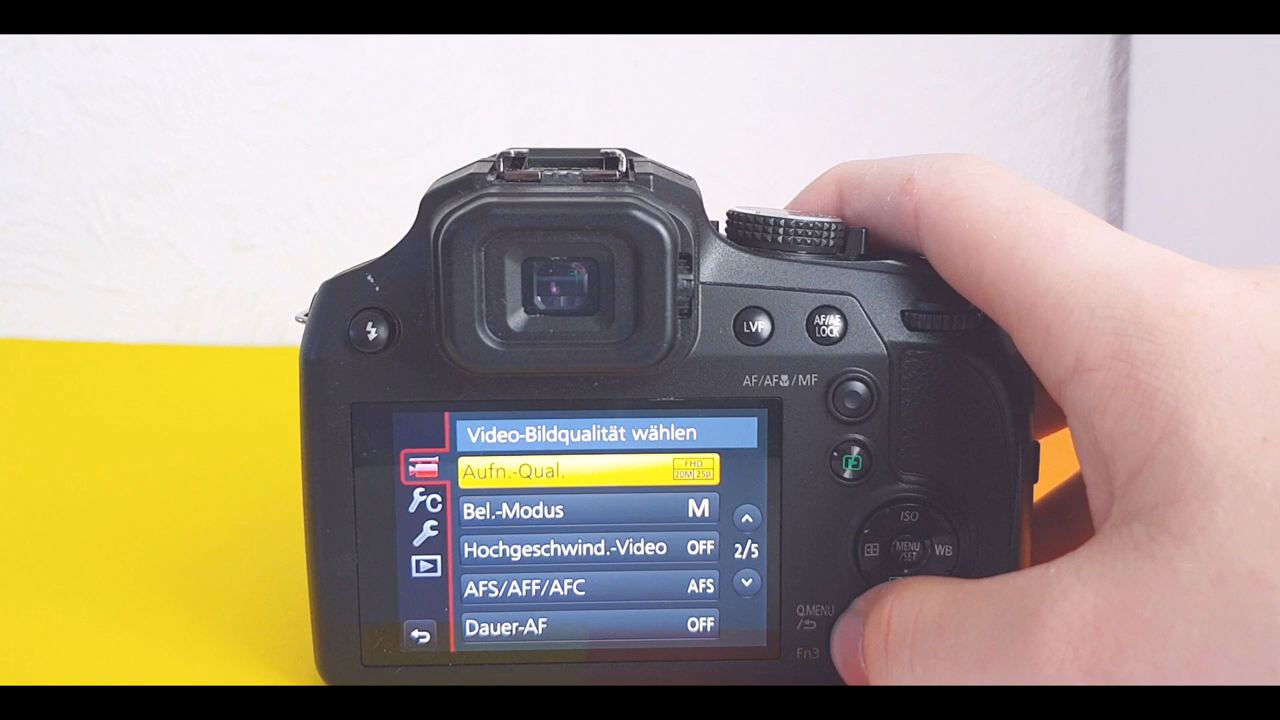 LVF
AF/AE
LOCK
AF/AF /MF
Video-Bildqualität wählen
Aufn.-Qual.
FHD
20M 25p
Bel.-Modus M
Hochgeschwind.-Video OFF
2/5
AFS/AFF/AFC AFS
Dauer-AF OFF
C
ISO
MENU
/SET
WB
Q.MENU
/
Fn3